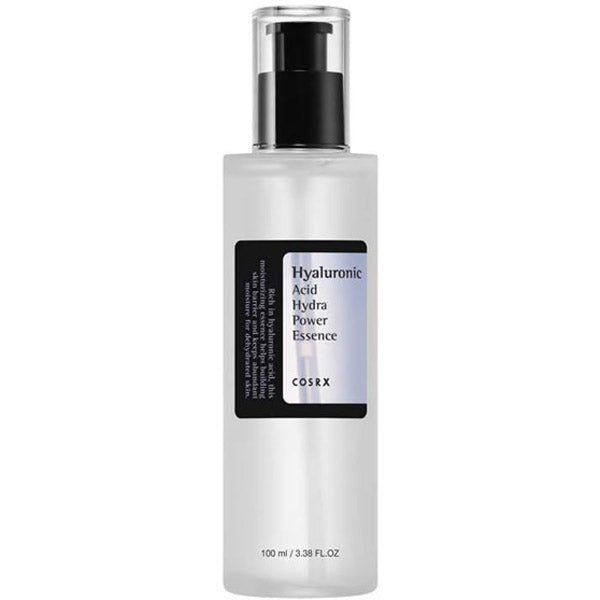 Hyaluronic
Acid
Hydra
Power
Essence
COSRX
Rich in hyaluronic acid, this
moisturizing essence helps building
skin barrier and keeps abundant
moisture for dehydrated skin.
100 ml / 3.38 FL.OZ